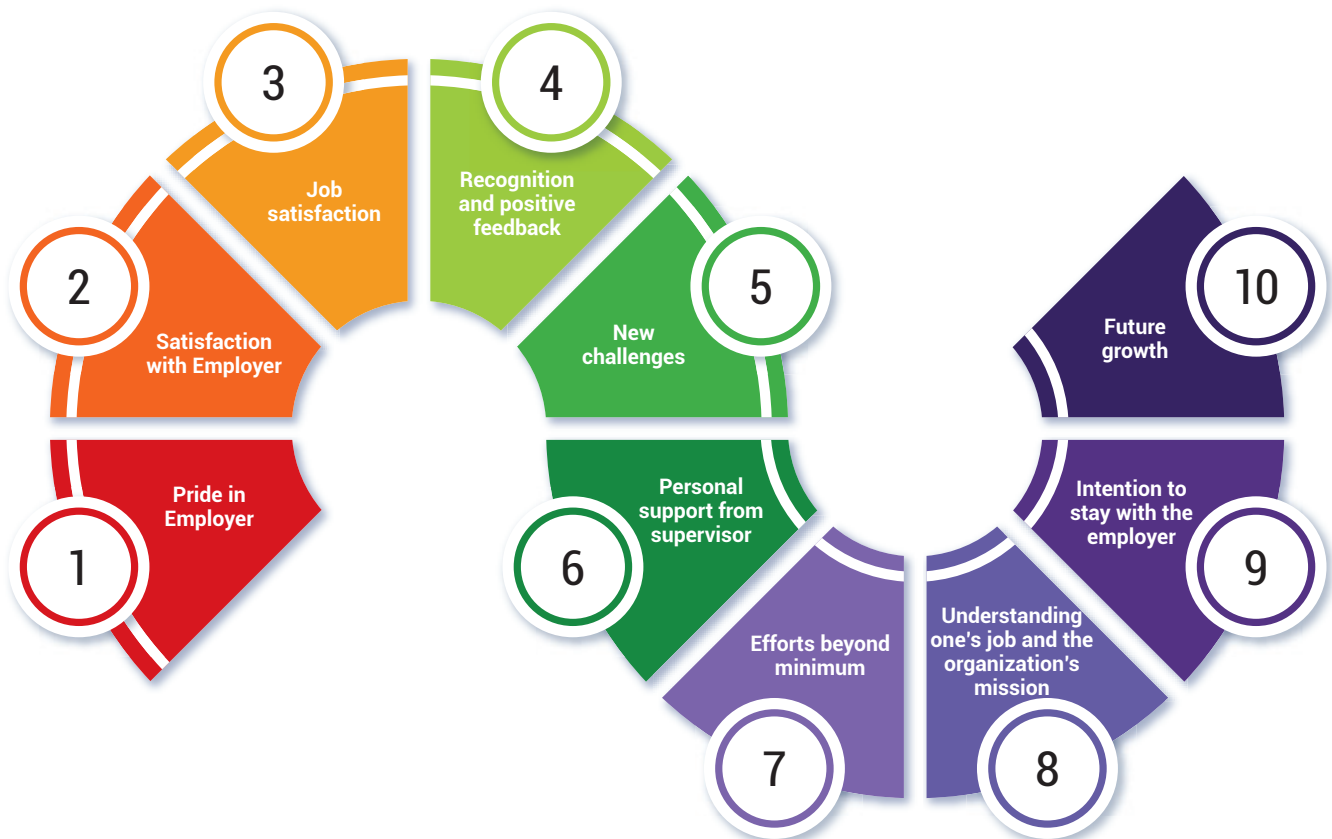 1
Pride in
Employer
2
Satisfaction
with Employer
3
Job
satisfaction
4
Recognition
and positive
feedback
5
New
challenges
6
Personal
support from
supervisor
7
Efforts beyond
minimum
8
Understanding
one's job and the
organization's
mission
9
Intention to
stay with the
employer
10
Future
growth